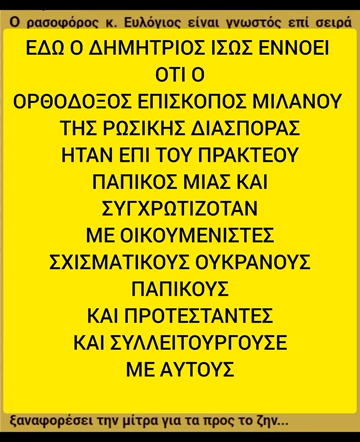 Ο ρασοφόρος κ. Ευλόγιος είναι γνωστός επί σειρά
ΕΔΩ Ο ΔΗΜΗΤΡΙΟΣ ΙΣΩΣ ΕΝΝΟΕΙ
ΟΤΙ Ο
ΟΡΘΟΔΟΞΟΣ ΕΠΙΣΚΟΠΟΣ ΜΙΛΑΝΟΥ
ΤΗΣ ΡΩΣΙΚΗΣ ΔΙΑΣΠΟΡΑΣ
ΗΤΑΝ ΕΠΙ ΤΟΥ ΠΡΑΚΤΕΟΥ
ΠΑΠΙΚΟΣ ΜΙΑΣ ΚΑΙ
ΣΥΓΧΡΩΤΙΖΟΤΑΝ
ΜΕ ΟΙΚΟΥΜΕΝΙΣΤΕΣ
ΣΧΙΣΜΑΤΙΚΟΥΣ ΟΥΚΡΑΝΟΥΣ
ΠΑΠΙΚΟΥΣ
ΚΑΙ ΠΡΟΤΕΣΤΑΝΤΕΣ
ΚΑΙ ΣΥΛΛΕΙΤΟΥΡΓΟΥΣΕ
ΜΕ ΑΥΤΟΥΣ
ξαναφορέσει την μίτρα για τα προς το ζην...